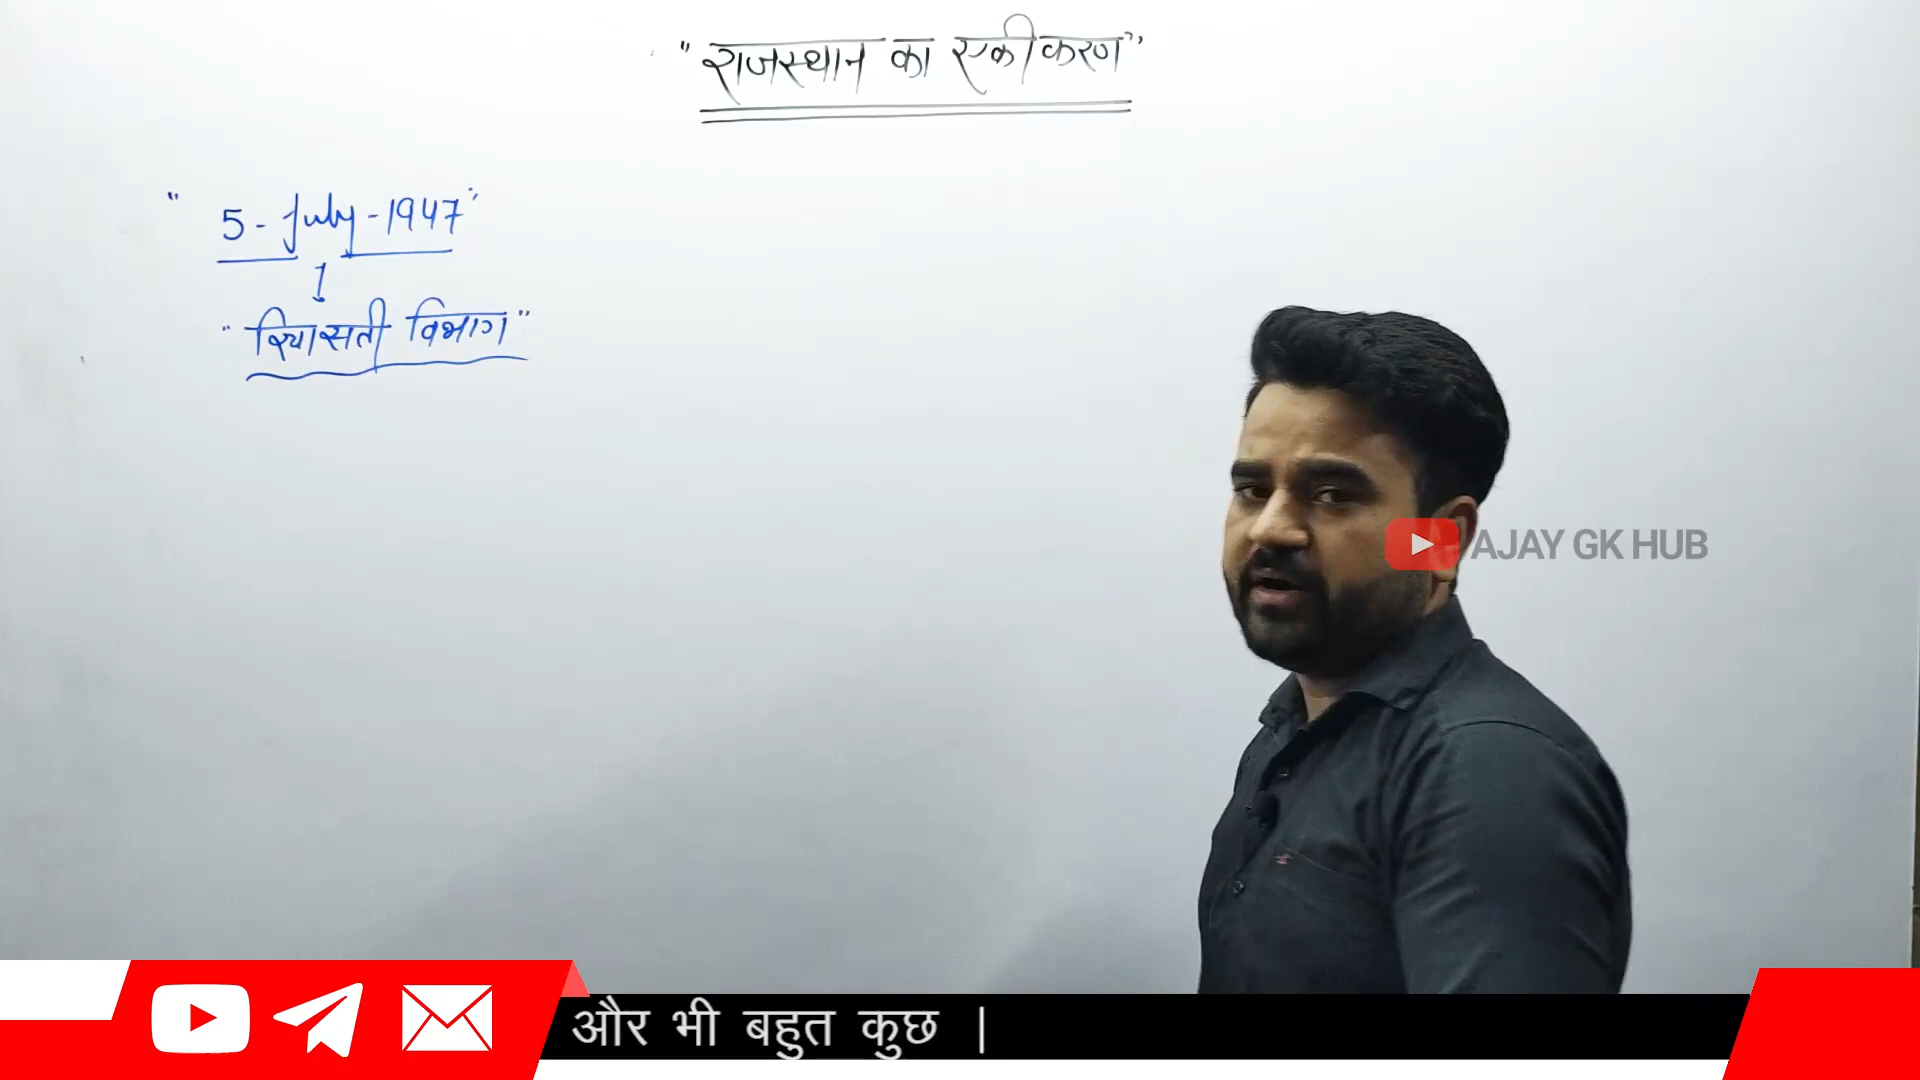 "राजस्थान का एकीकरण"
"5-July-1947"
"रियासती विभाग"
AJAY GK HUB
और भी बहुत कुछ |